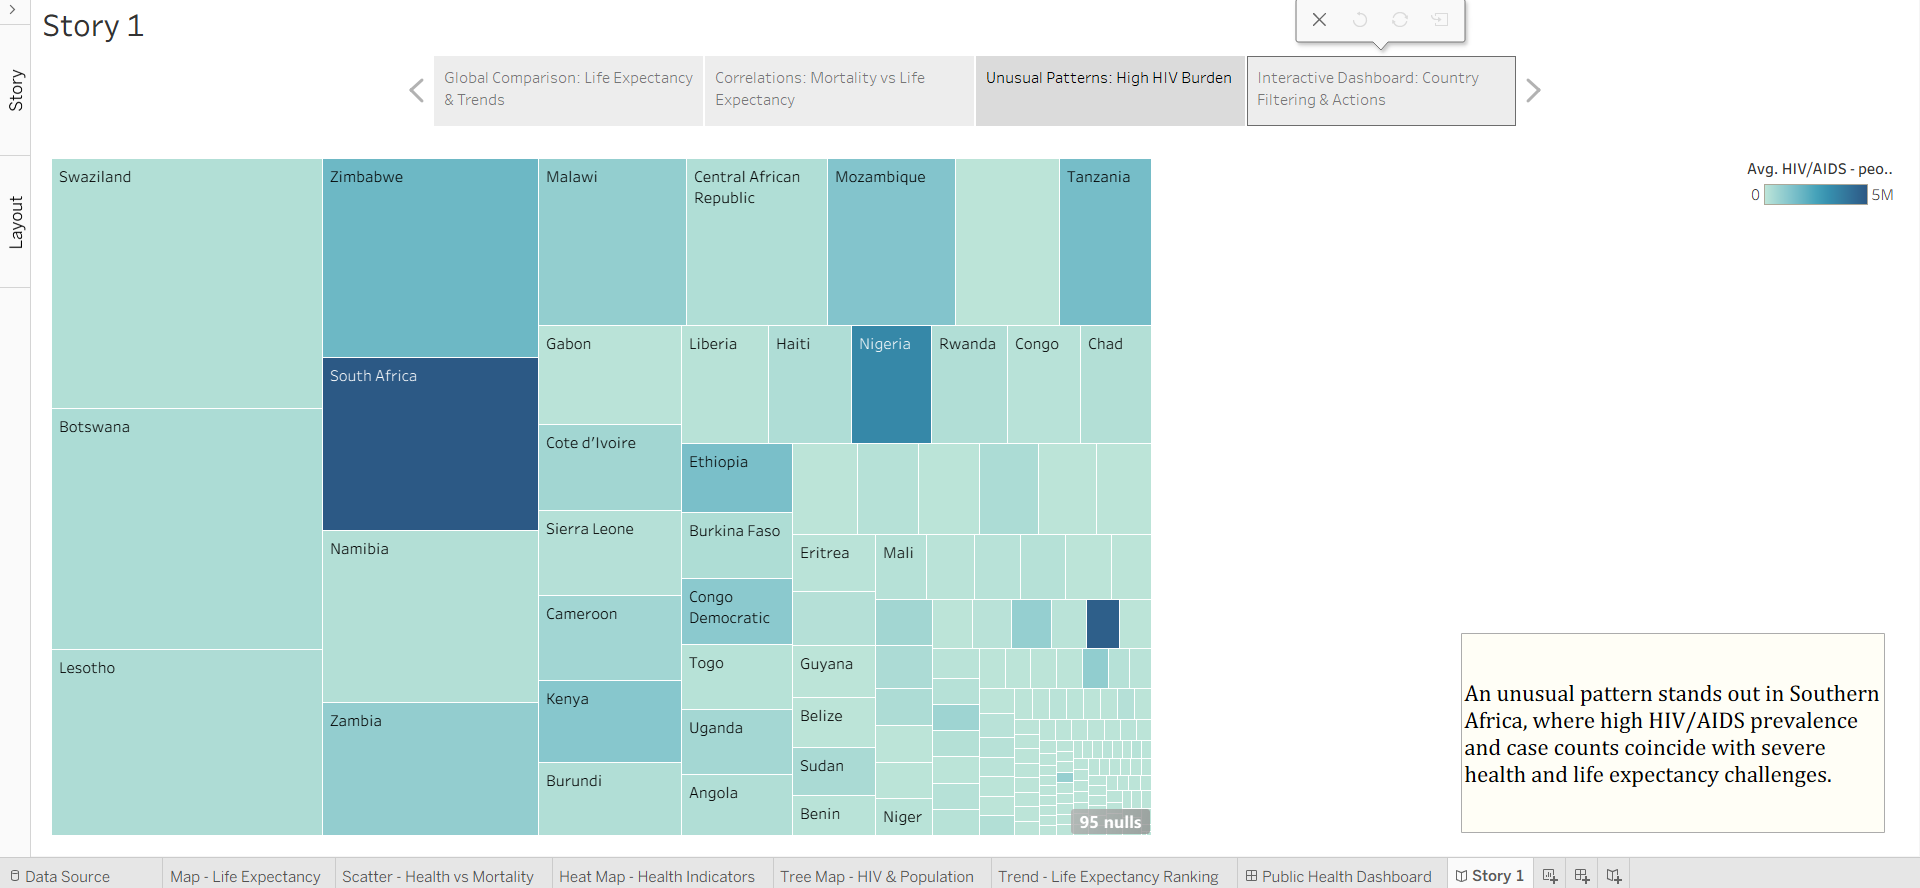 Story 1
Story
Layout
Global Comparison: Life Expectancy
& Trends
Correlations: Mortality vs Life
Expectancy
Unusual Patterns: High HIV Burden
Interactive Dashboard: Country
Filtering & Actions
Swaziland
Zimbabwe
Malawi
Central African
Republic
Mozambique
Tanzania
Avg. HIV/AIDS - peo..
0 5M
South Africa
Gabon
Liberia
Haiti
Nigeria
Rwanda
Congo
Chad
Botswana
Cote d'Ivoire
Ethiopia
Namibia
Sierra Leone
Burkina Faso
Eritrea
Mali
Cameroon
Congo
Democratic
Lesotho
Togo
Guyana
Kenya
Zambia
Uganda
Belize
Sudan
Burundi
Angola
Benin
Niger
95 nulls
An unusual pattern stands out in Southern
Africa, where high HIV/AIDS prevalence
and case counts coincide with severe
health and life expectancy challenges.
Data Source
Map - Life Expectancy
Scatter - Health vs Mortality
Heat Map - Health Indicators
Tree Map - HIV & Population
Trend - Life Expectancy Ranking
Public Health Dashboard
Story 1